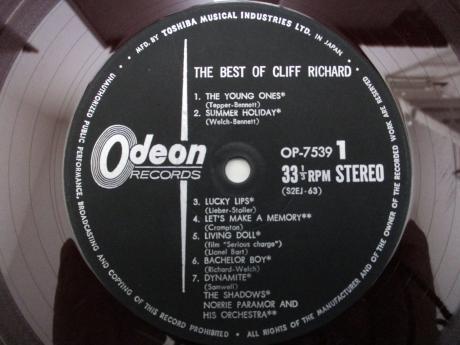 MFD. BY TOSHIBA MUSICAL INDUSTRIES LTD. IN JAPAN.
THE BEST OF CLIFF RICHARD
1. THE YOUNG ONES*
(Tepper-Bennett)
2. SUMMER HOLIDAY*
(Welch-Bennett)
Odeon
RECORDS
OP-7539 1
33⅓ RPM STEREO
(S2EJ-63)
3. LUCKY LIPS*
(Lieber-Stoller)
4. LET'S MAKE A MEMORY**
(Crompton)
5. LIVING DOLL*
(film "Serious charge")
(Lionel Bart)
6. BACHELOR BOY*
(Richard-Welch)
7. DYNAMITE*
(Samwell)
THE SHADOWS*
NORRIE PARAMOR AND
HIS ORCHESTRA**
UNAUTHORIZED PUBLIC PERFORMANCE, BROADCASTING AND COPYING OF THIS RECORD PROHIBITED • ALL RIGHTS OF THE MANUFACTURER AND OF THE OWNER OF THE RECORDED WORK ARE RESERVED.